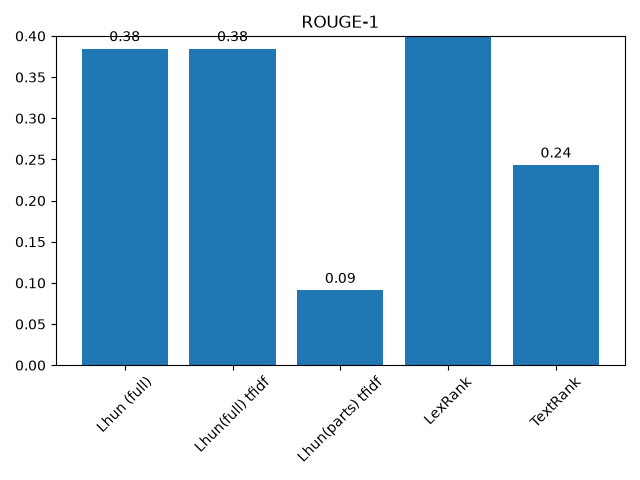 ROUGE-1
0.40
0.35
0.30
0.25
0.20
0.15
0.10
0.05
0.00
0.38
0.38
0.09
0.24
Lhun (full)
Lhun(full) tfidf
Lhun(parts) tfidf
LexRank
TextRank